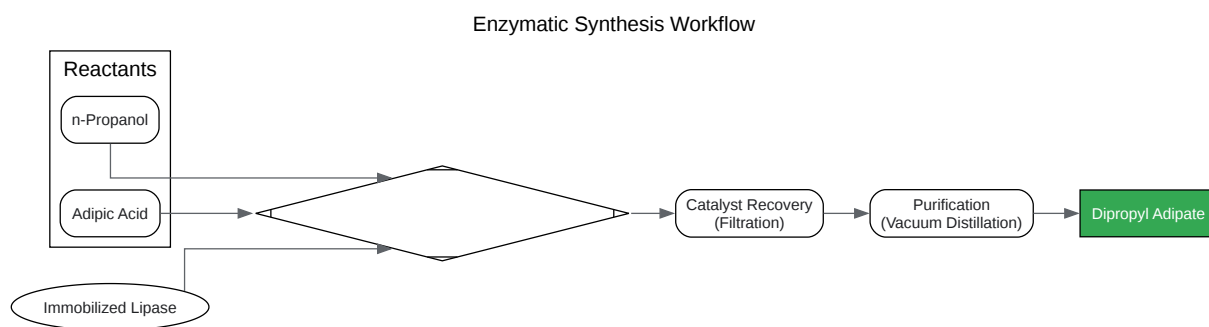 Enzymatic Synthesis Workflow
Reactants
n-Propanol
Adipic Acid
Immobilized Lipase
Catalyst Recovery
(Filtration)
Purification
(Vacuum Distillation)
Dipropyl Adipate